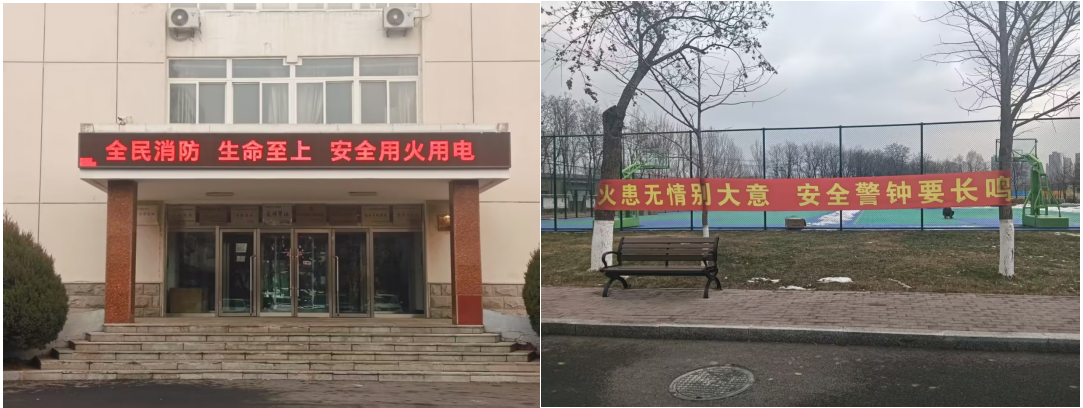 全民消防 生命至上 安全用火用电
火患无情别大意 安全警钟要长鸣